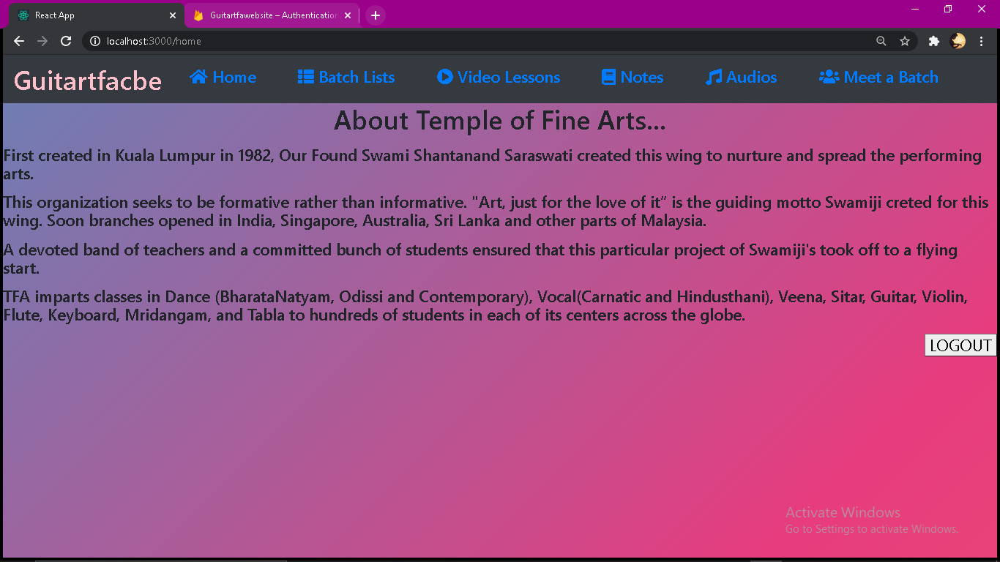 React App
Guitartfawebsite – Authentication
localhost:3000/home
Guitartfacbe
Home
Batch Lists
Video Lessons
Notes
Audios
Meet a Batch
About Temple of Fine Arts...
First created in Kuala Lumpur in 1982, Our Found Swami Shantanand Saraswati created this wing to nurture and spread the performing
arts.
This organization seeks to be formative rather than informative. "Art, just for the love of it” is the guiding motto Swamiji creted for this
wing. Soon branches opened in India, Singapore, Australia, Sri Lanka and other parts of Malaysia.
A devoted band of teachers and a committed bunch of students ensured that this particular project of Swamiji's took off to a flying
start.
TFA imparts classes in Dance (BharataNatyam, Odissi and Contemporary), Vocal(Carnatic and Hindusthani), Veena, Sitar, Guitar, Violin,
Flute, Keyboard, Mridangam, and Tabla to hundreds of students in each of its centers across the globe.
LOGOUT
Activate Windows
Go to Settings to activate Windows.